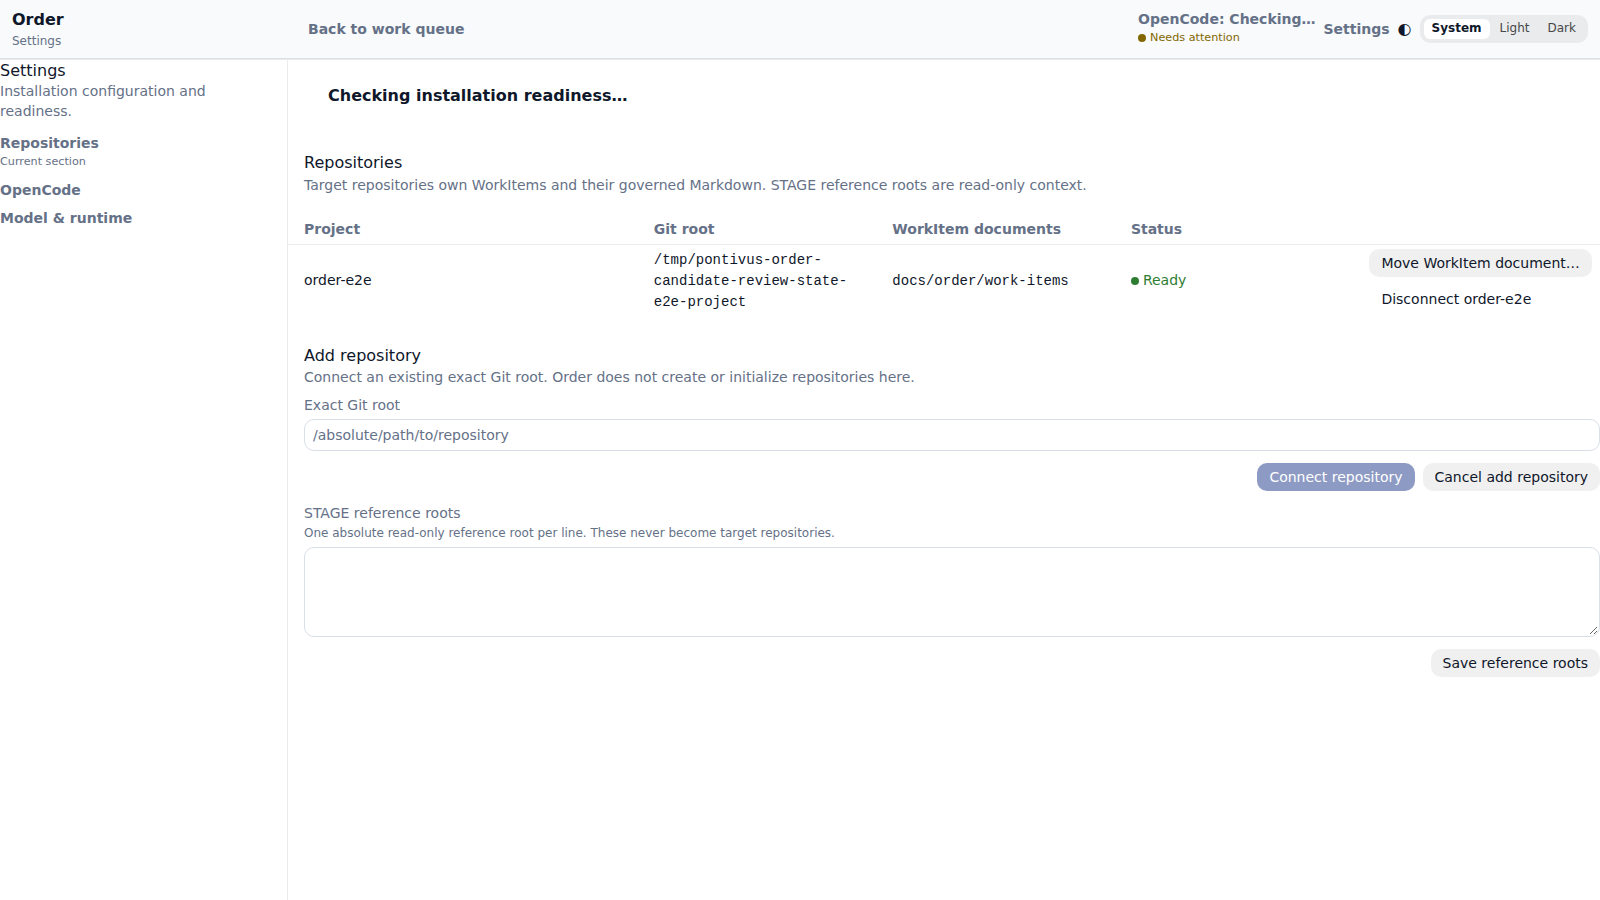 Order
Settings
Back to work queue
OpenCode: Checking…
Needs attention
Settings
System
Light
Dark
Settings
Installation configuration and
readiness.
Repositories
Current section
OpenCode
Model & runtime
Checking installation readiness…
Repositories
Target repositories own WorkItems and their governed Markdown. STAGE reference roots are read-only context.
Project
Git root
WorkItem documents
Status
order-e2e
/tmp/pontivus-order-
candidate-review-state-
e2e-project
docs/order/work-items
Ready
Move WorkItem document…
Disconnect order-e2e
Add repository
Connect an existing exact Git root. Order does not create or initialize repositories here.
Exact Git root
/absolute/path/to/repository
Connect repository
Cancel add repository
STAGE reference roots
One absolute read-only reference root per line. These never become target repositories.
Save reference roots